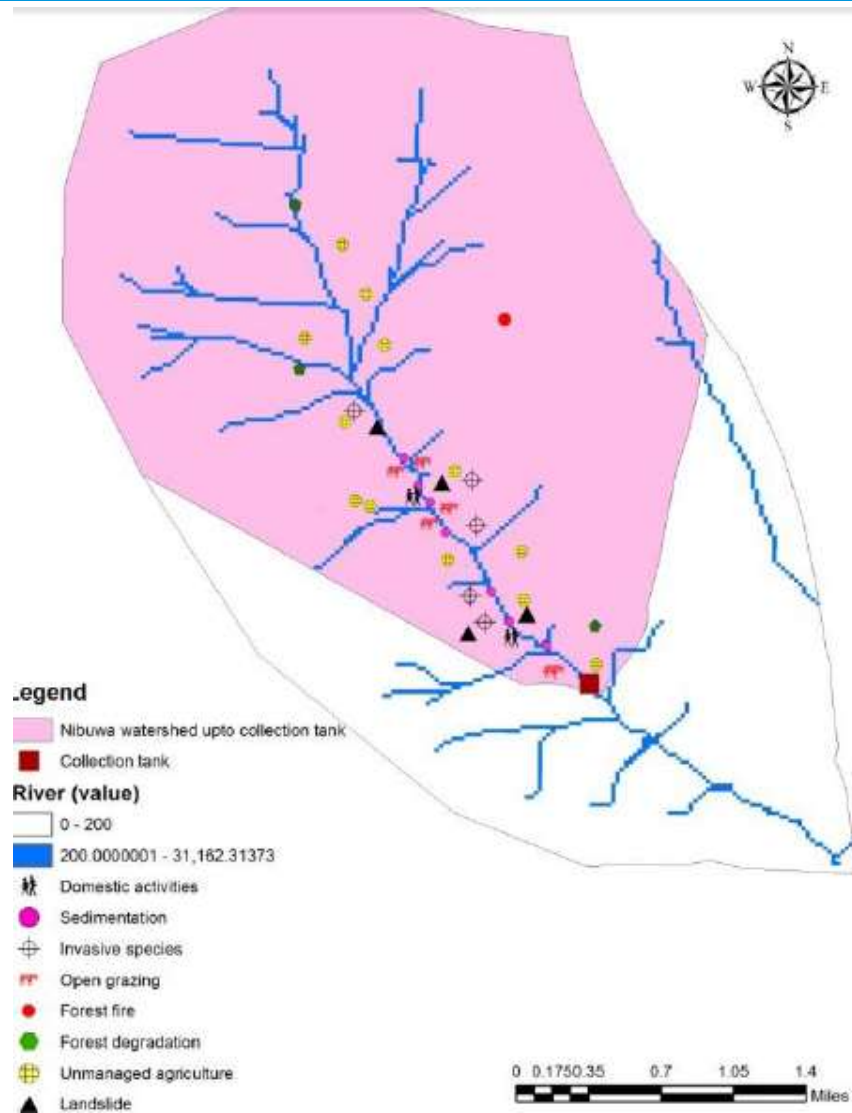 N
W E
S
Legend
Nibuwa watershed upto collection tank
Collection tank
River (value)
0 - 200
200.0000001 - 31,162.31373
Domestic activities
Sedimentation
Invasive species
Open grazing
Forest fire
Forest degradation
Unmanaged agriculture
Landslide
0 0.1750.35 0.7 1.05 1.4
Miles